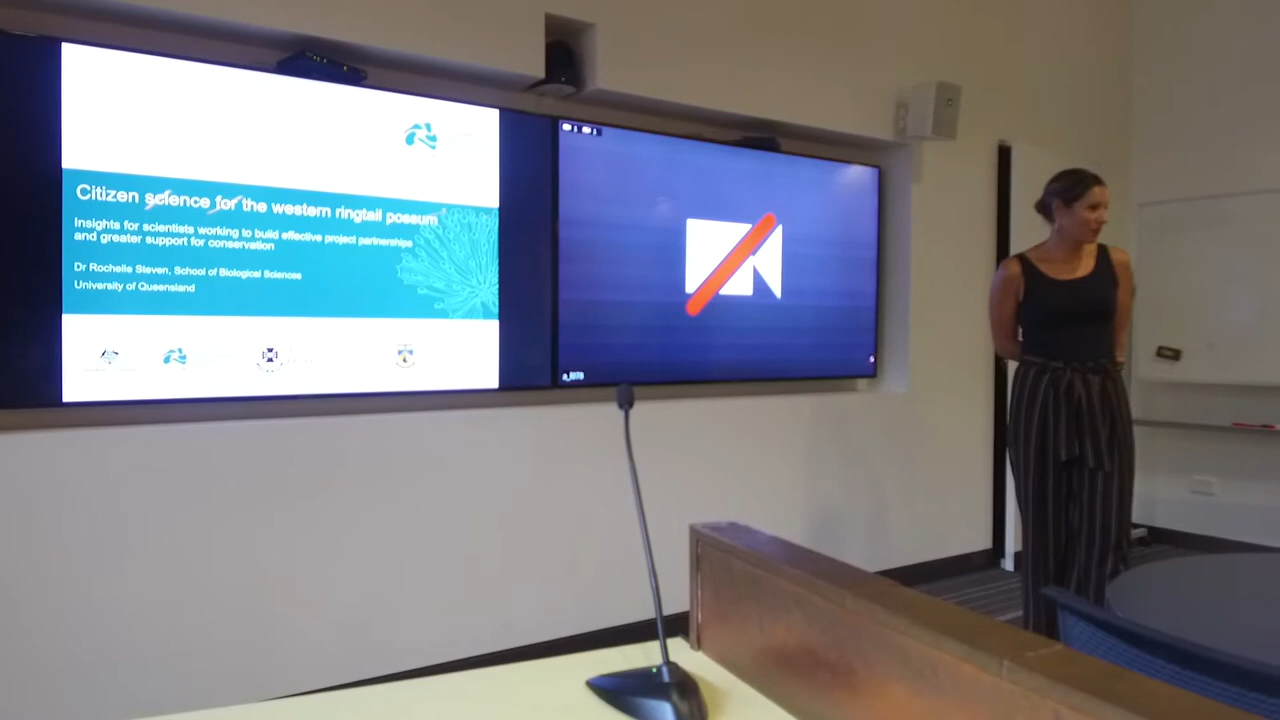 Citizen science for the western ringtail possum
Insights for scientists working to build effective project partnerships
and greater support for conservation
Dr Rochelle Steven, School of Biological Sciences
University of Queensland